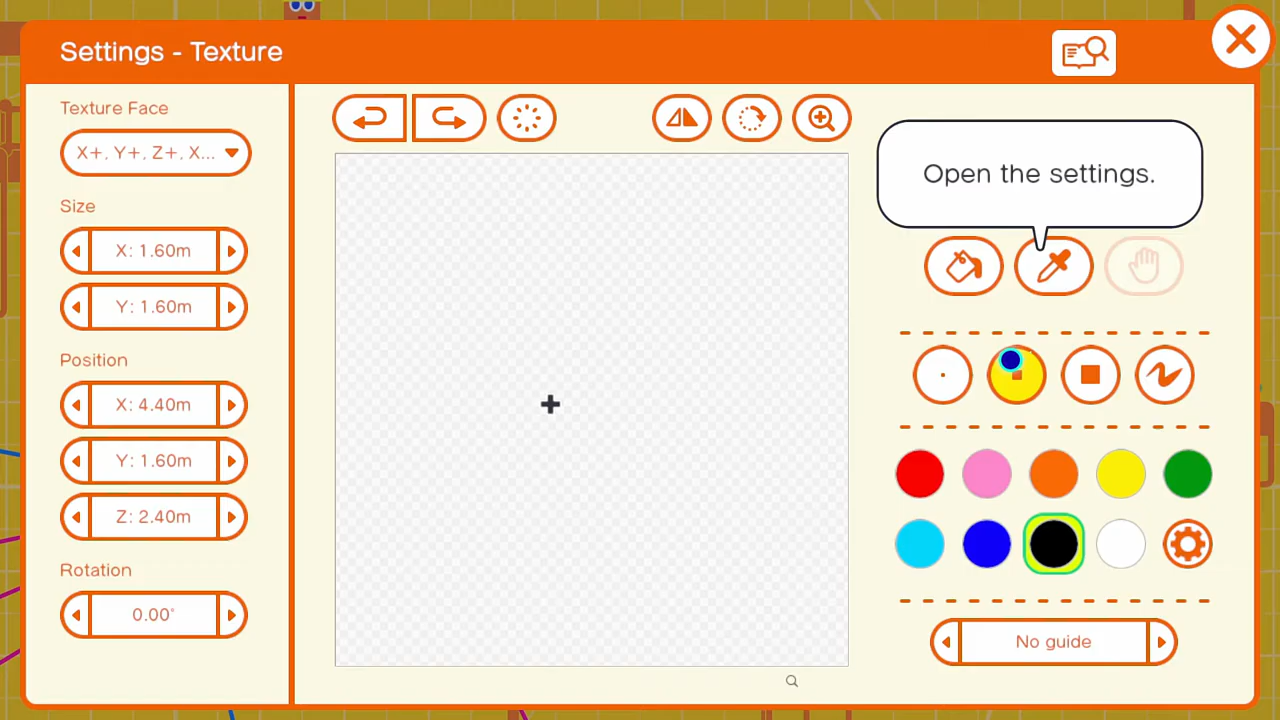 Settings - Texture
Texture Face
X+, Y+, Z+, X...
Size
X: 1.60m
Y: 1.60m
Position
X: 4.40m
Y: 1.60m
Z: 2.40m
Rotation
0.00°
Open the settings.
No guide